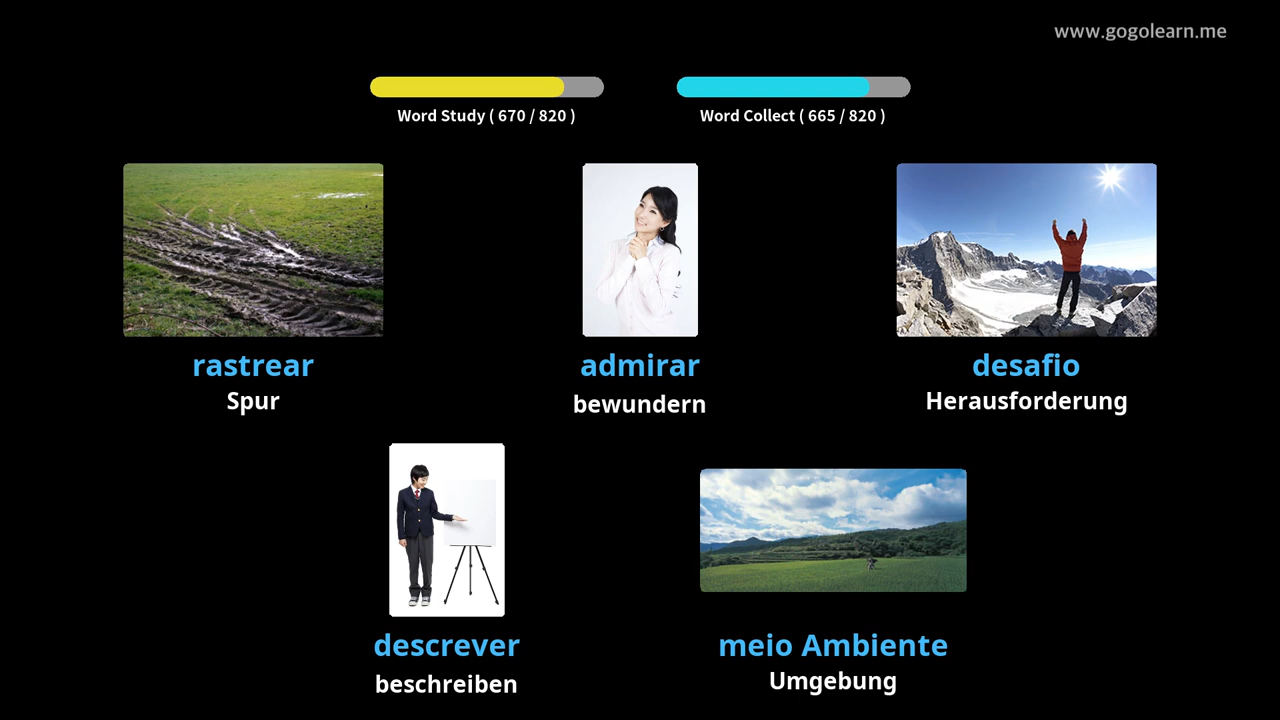 www.gogolearn.me
Word Study ( 670 / 820 )
Word Collect ( 665 / 820 )
rastrear
Spur
admirar
bewundern
desafio
Herausforderung
descrever
beschreiben
meio Ambiente
Umgebung